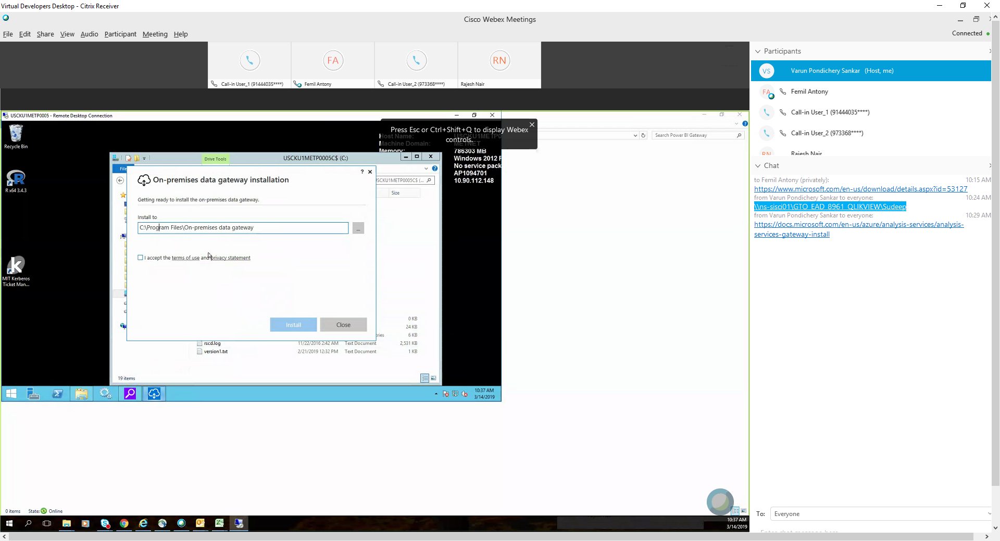 Virtual Developers Desktop - Citrix Receiver
Cisco Webex Meetings
File Edit Share View Audio Participant Meeting Help
Connected
FA
RN
Call-in User_1 (91444035****)
Femil Antony
Call-in User_2 (973368****)
Rajesh Nair
USCKU1METP0005 - Remote Desktop Connection
Press Esc or Ctrl+Shift+Q to display Webex
controls.
Host Name:
Machine Domain:
METNET
Memory:
786303 MB
Windows 2012 R
No service pack
AP1094701
10.90.112.148
Recycle Bin
R x64 3.4.3
MIT Kerberos
Ticket Man...
Search Power BI Gateway
Drive Tools
USCKU1METP0005C$ (C:)
File
USCKU1METP0005C$ (...
Size
? 
On-premises data gateway installation
Getting ready to install the on-premises data gateway.
Install to
C:\Program Files\On-premises data gateway
...
I accept the terms of use and privacy statement
Install
Close
0 KB
24 KB
6 KB
rscd.log 11/22/2016 2:42 AM Text Document 2,531 KB
version1.txt 2/21/2019 12:32 PM Text Document 1 KB
19 items
10:37 AM
3/14/2019
0 items State: Online
10:37 AM
3/14/2019
Participants
VS Varun Pondichery Sankar (Host, me)
FA Femil Antony
Call-in User_1 (91444035****)
Call-in User_2 (973368****)
RN Rajesh Nair
Chat
to Femil Antony (privately): 10:15 AM
https://www.microsoft.com/en-us/download/details.aspx?id=53127
from Varun Pondichery Sankar to everyone: 10:24 AM
\\ns-sisci01\GTO_EAD_8961_QLIKVIEW\Sudeep
from Varun Pondichery Sankar to everyone: 10:29 AM
https://docs.microsoft.com/en-us/azure/analysis-services/analysis-
services-gateway-install
To: Everyone